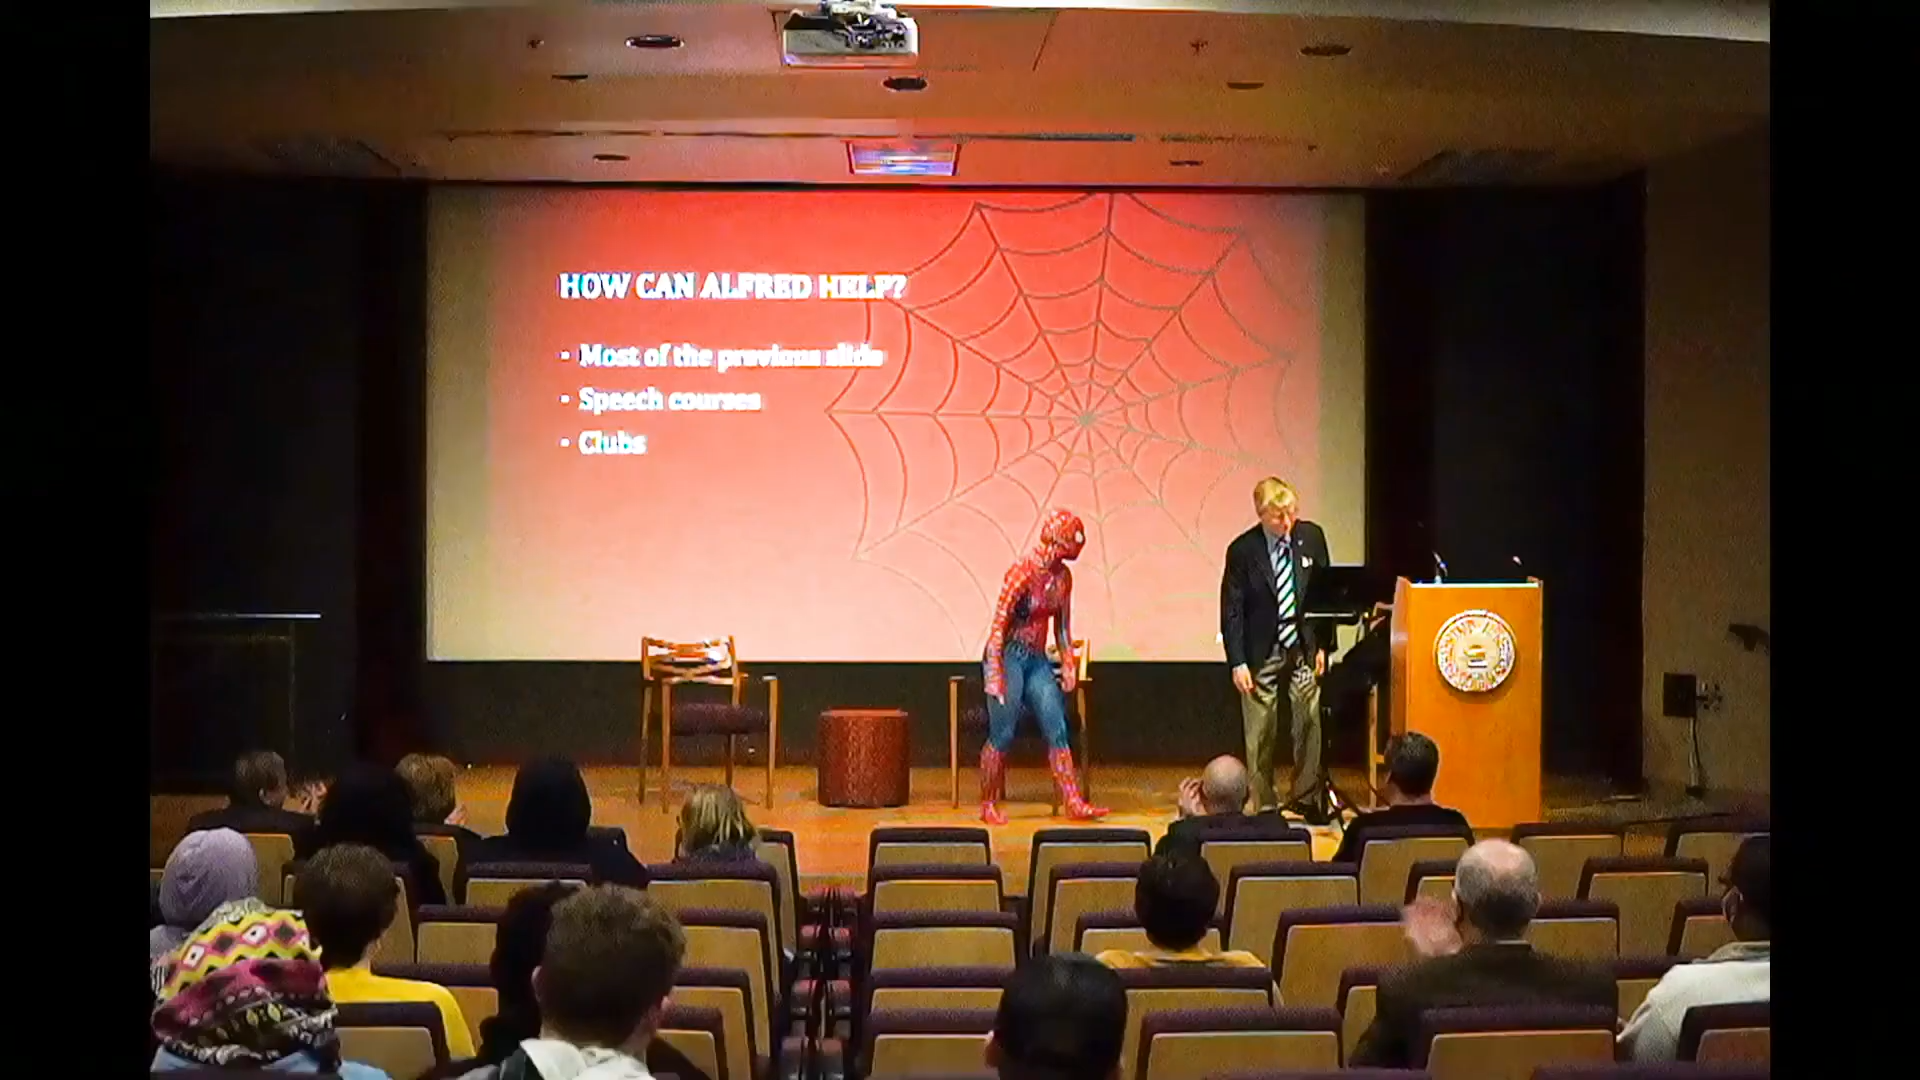 HOW CAN ALFRED HELP?
• Most of the previous slide
• Speech courses
• Clubs